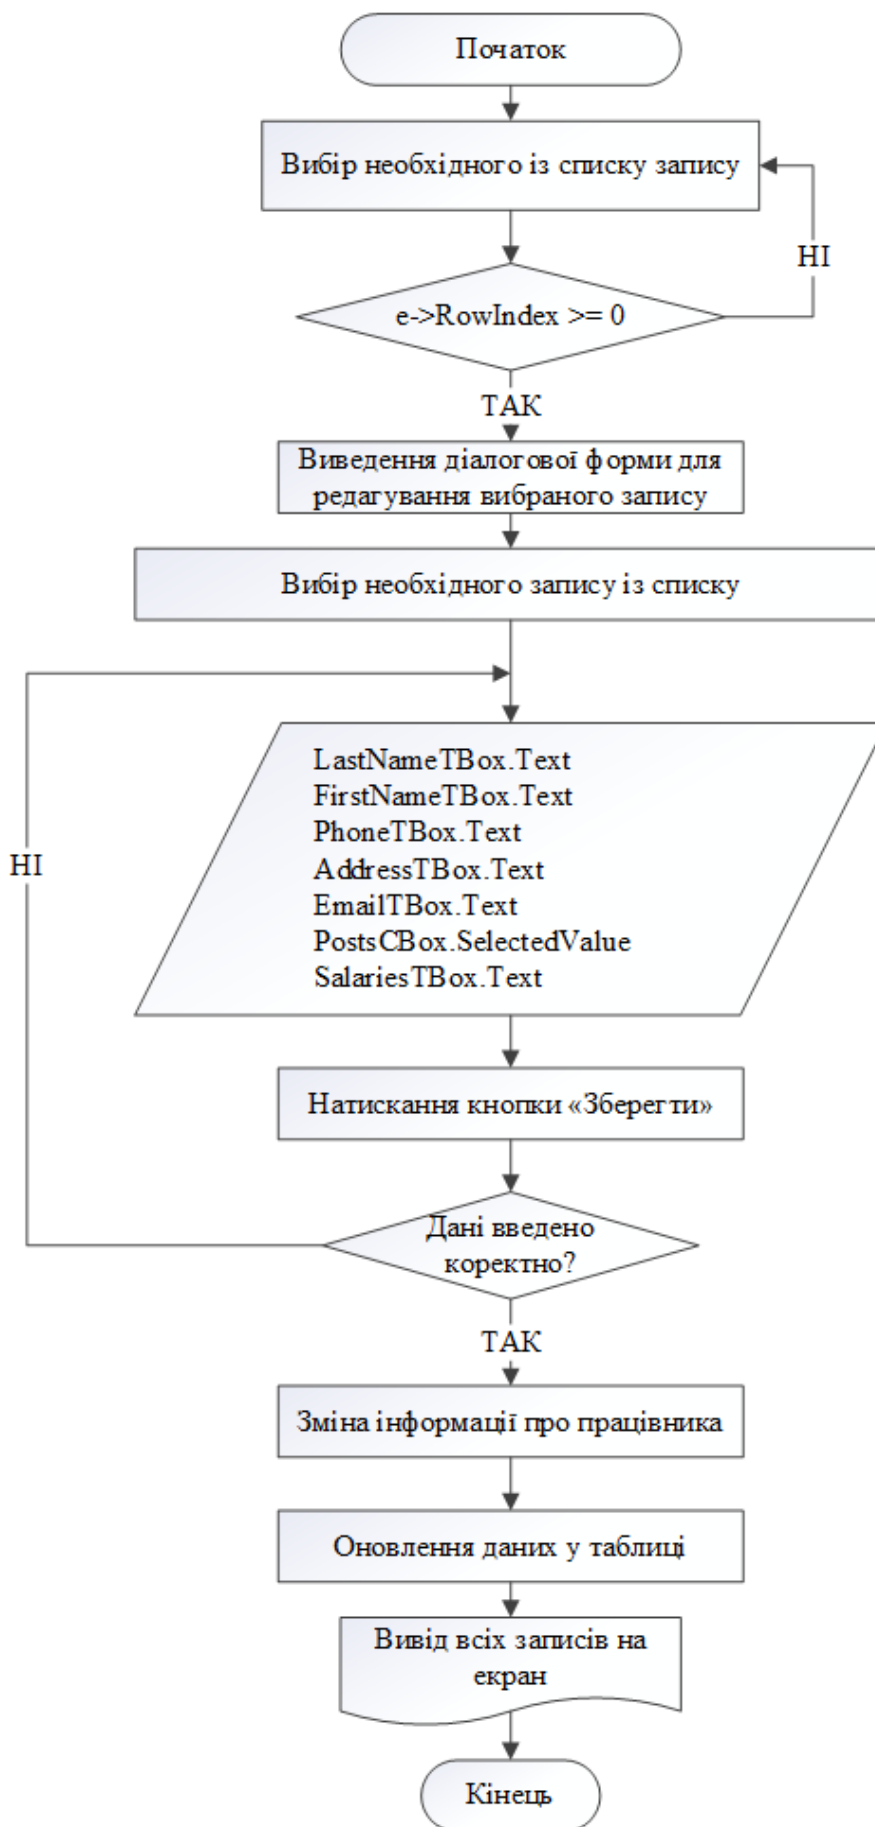 Початок
Вибір необхідного із списку запису
НІ
e->RowIndex >= 0
ТАК
Виведення діалогової форми для
редагування вибраного запису
Вибір необхідного запису із списку
LastNameTBox.Text
FirstNameTBox.Text
PhoneTBox.Text
AddressTBox.Text
EmailTBox.Text
PostsCBox.SelectedValue
SalariesTBox.Text
НІ
Натискання кнопки «Зберегти»
Дані введено
коректно?
ТАК
Зміна інформації про працівника
Оновлення даних у таблиці
Вивід всіх записів на
екран
Кінець